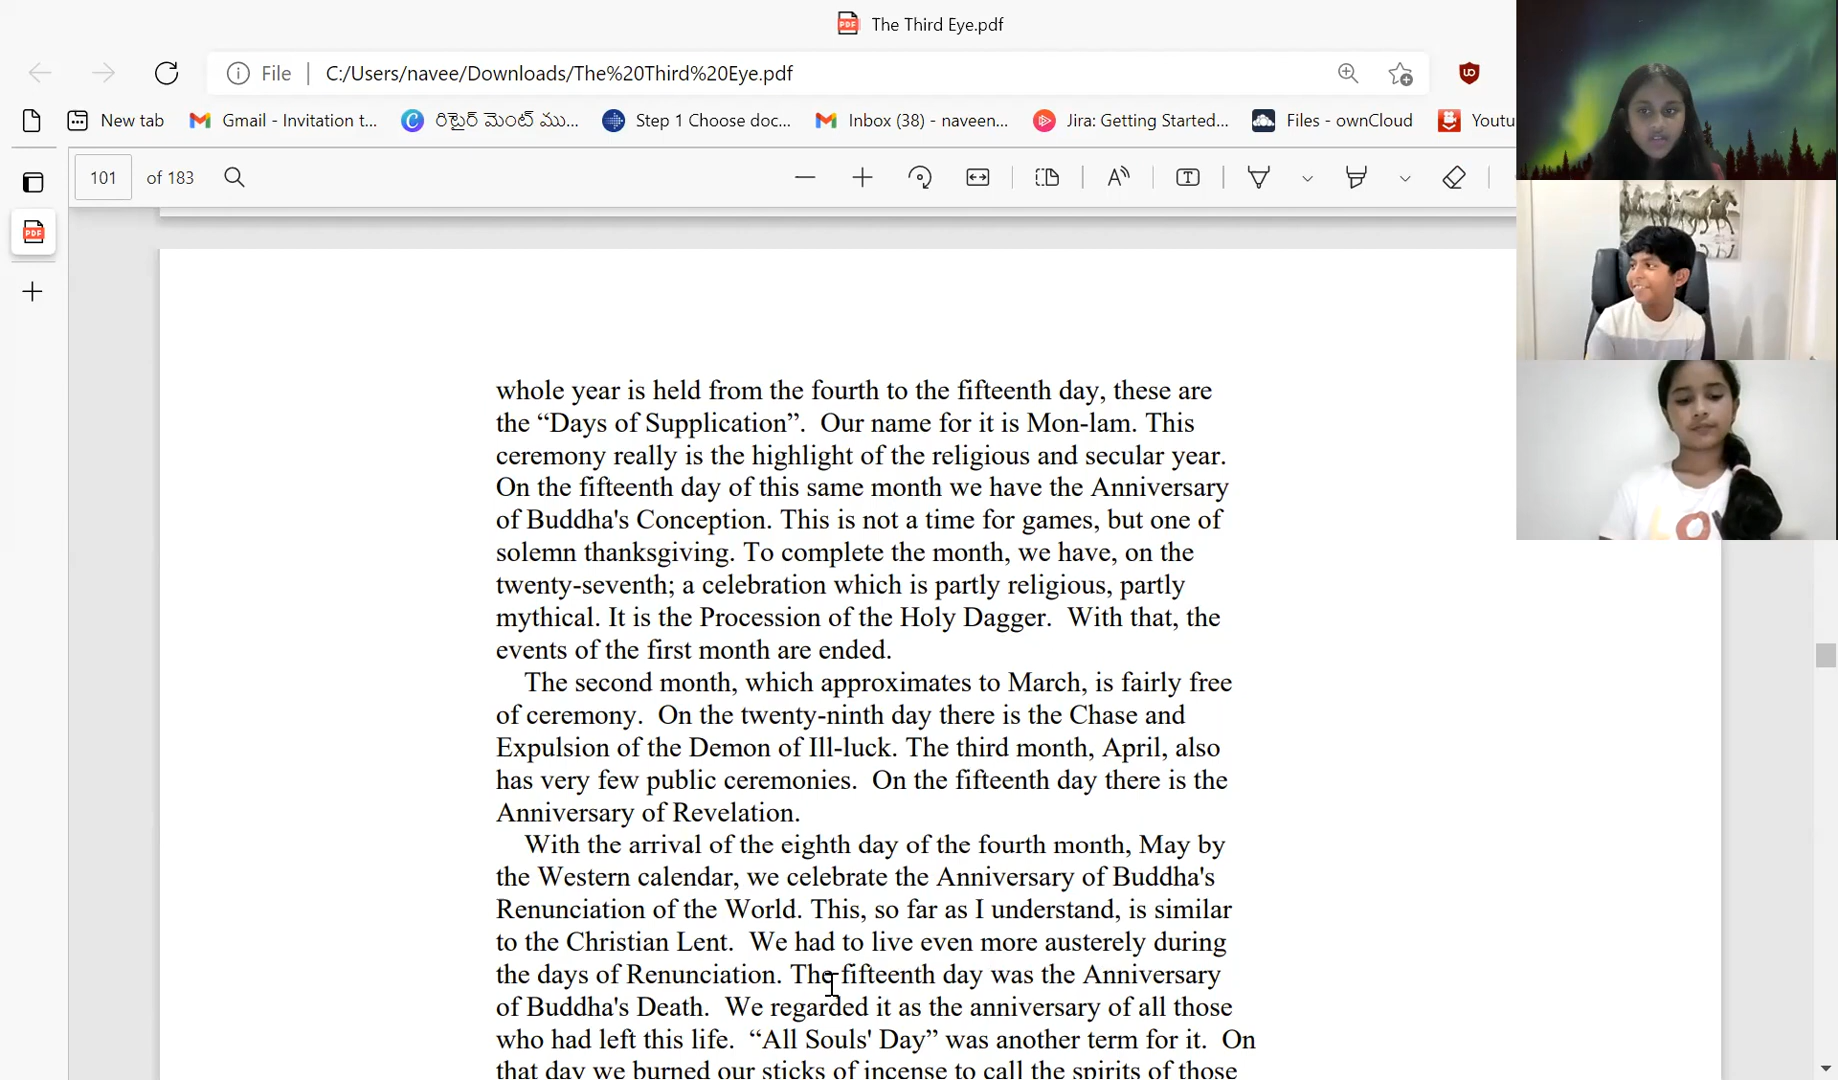 The Third Eye.pdf
File C:/Users/navee/Downloads/The%20Third%20Eye.pdf
New tab Gmail - Invitation t... రిటైర్ మెంట్ ము... Step 1 Choose doc... Inbox (38) - naveen... Jira: Getting Started... Files - ownCloud Youtu
101 of 183
whole year is held from the fourth to the fifteenth day, these are
the “Days of Supplication”. Our name for it is Mon-lam. This
ceremony really is the highlight of the religious and secular year.
On the fifteenth day of this same month we have the Anniversary
of Buddha's Conception. This is not a time for games, but one of
solemn thanksgiving. To complete the month, we have, on the
twenty-seventh; a celebration which is partly religious, partly
mythical. It is the Procession of the Holy Dagger. With that, the
events of the first month are ended.
The second month, which approximates to March, is fairly free
of ceremony. On the twenty-ninth day there is the Chase and
Expulsion of the Demon of Ill-luck. The third month, April, also
has very few public ceremonies. On the fifteenth day there is the
Anniversary of Revelation.
With the arrival of the eighth day of the fourth month, May by
the Western calendar, we celebrate the Anniversary of Buddha's
Renunciation of the World. This, so far as I understand, is similar
to the Christian Lent. We had to live even more austerely during
the days of Renunciation. The fifteenth day was the Anniversary
of Buddha's Death. We regarded it as the anniversary of all those
who had left this life. “All Souls' Day” was another term for it. On
that day we burned our sticks of incense to call the spirits of those